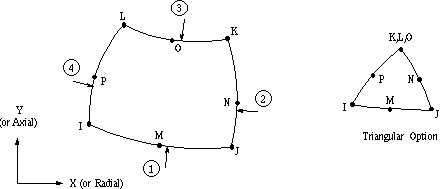 3
L
K
O
K,L,O
4
P
P
N
N
2
Y
(or Axial)
I
M
J
I
M
J
1
Triangular Option
X (or Radial)